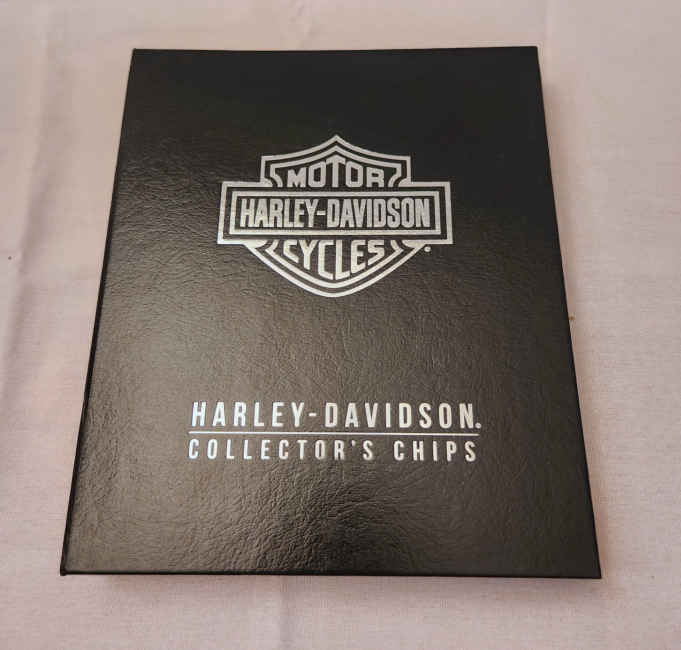 MOTOR
HARLEY-DAVIDSON
CYCLES
HARLEY-DAVIDSON.
COLLECTOR'S CHIPS